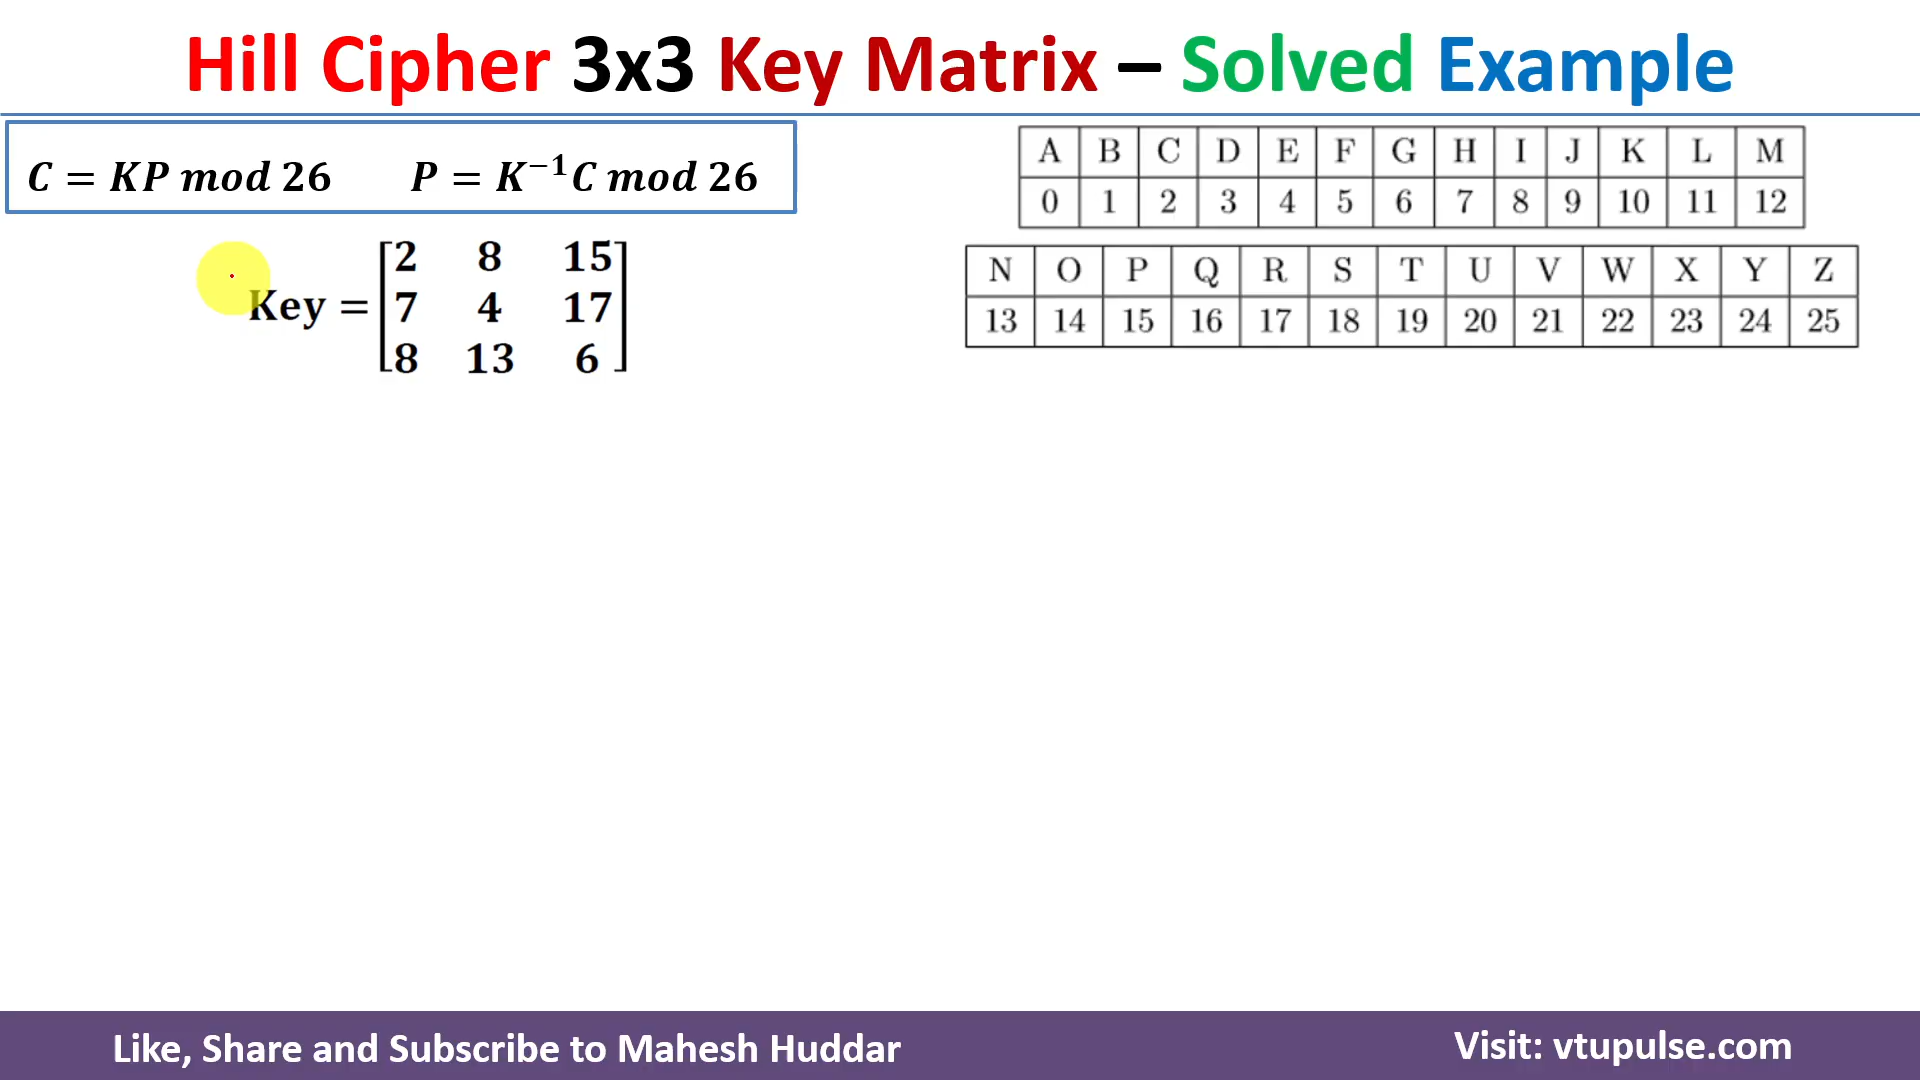 Hill Cipher 3x3 Key Matrix – Solved Example
C = KP mod 26 P = K⁻¹C mod 26
A B C D E F G H I J K L M
0 1 2 3 4 5 6 7 8 9 10 11 12
N O P Q R S T U V W X Y Z
13 14 15 16 17 18 19 20 21 22 23 24 25
2 8 15
Key = 7 4 17
8 13 6
Like, Share and Subscribe to Mahesh Huddar
Visit: vtupulse.com